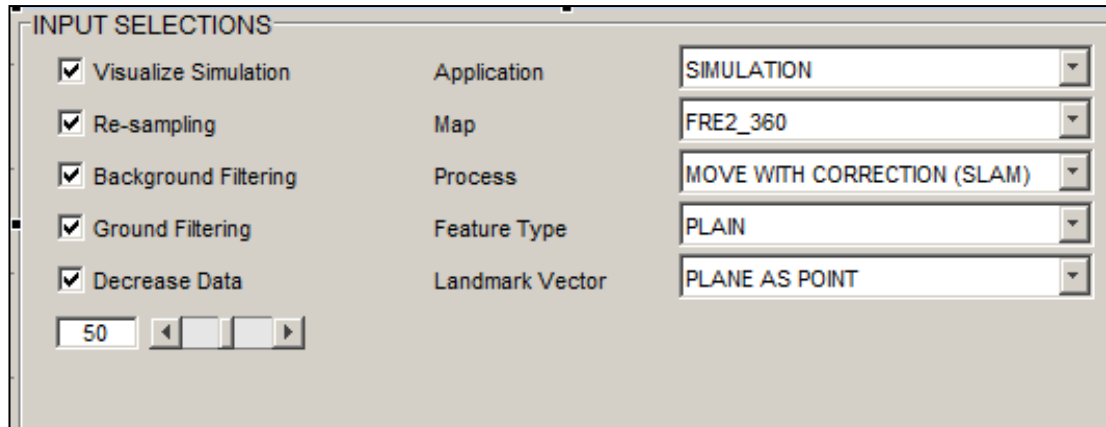 INPUT SELECTIONS
Visualize Simulation Application SIMULATION
Re-sampling Map FRE2_360
Background Filtering Process MOVE WITH CORRECTION (SLAM)
Ground Filtering Feature Type PLAIN
Decrease Data Landmark Vector PLANE AS POINT
50